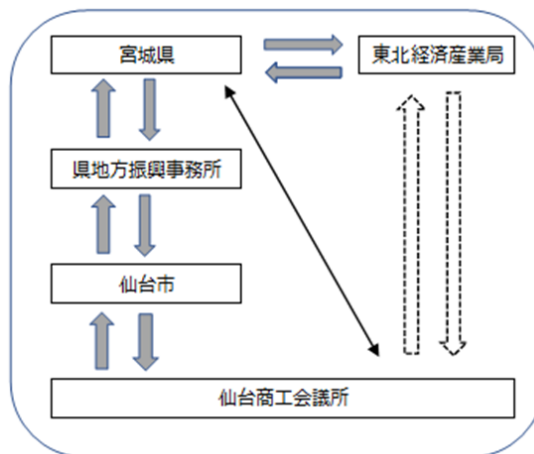 宮城県
東北経済産業局
県地方振興事務所
仙台市
仙台商工会議所